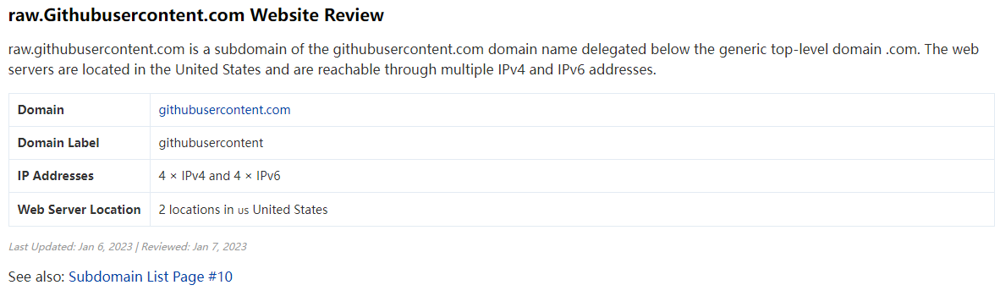 raw.Githubusercontent.com Website Review
raw.githubusercontent.com is a subdomain of the githubusercontent.com domain name delegated below the generic top-level domain .com. The web
servers are located in the United States and are reachable through multiple IPv4 and IPv6 addresses.
Domain githubusercontent.com
Domain Label githubusercontent
IP Addresses 4 × IPv4 and 4 × IPv6
Web Server Location 2 locations in us United States
Last Updated: Jan 6, 2023 | Reviewed: Jan 7, 2023
See also: Subdomain List Page #10